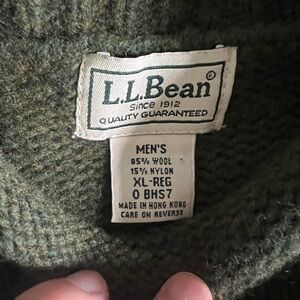 L.L.Bean®
Since 1912
QUALITY GUARANTEED
MEN'S
85% WOOL
15% NYLON
XL-REG
0 BHS7
MADE IN HONG KONG
CARE ON REVERSE